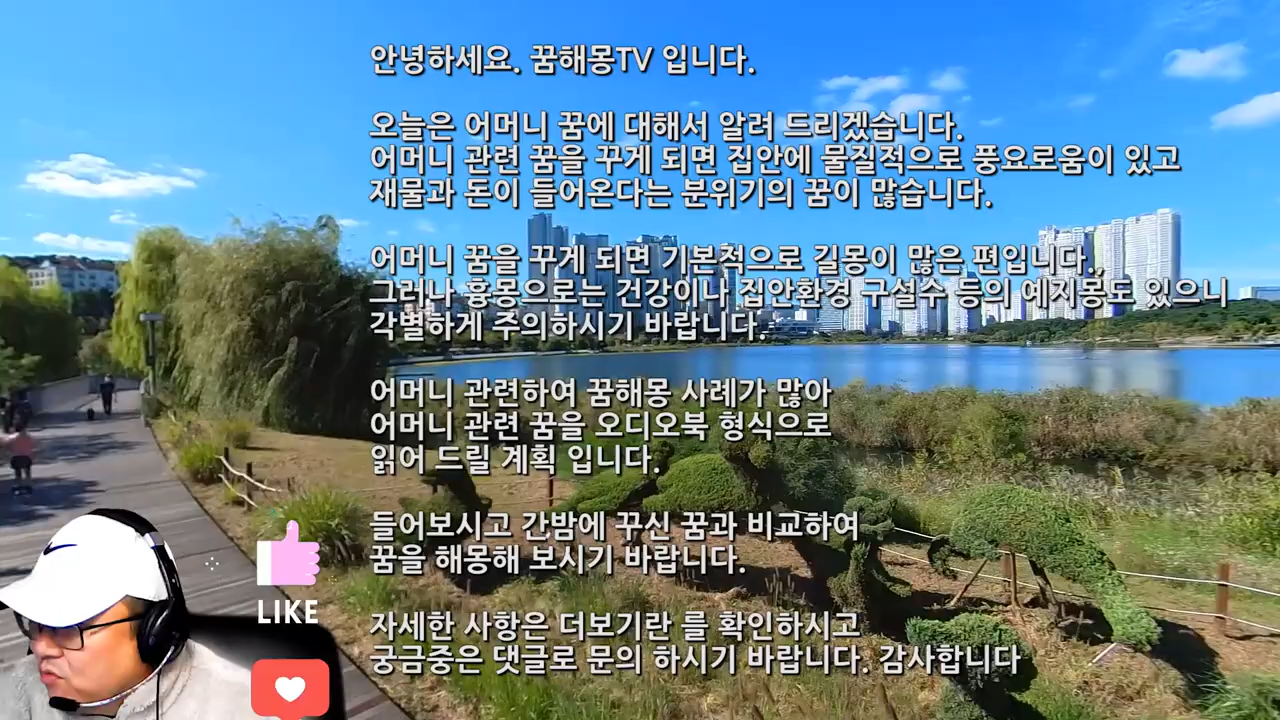 안녕하세요. 꿈해몽TV 입니다.
오늘은 어머니 꿈에 대해서 알려 드리겠습니다.
어머니 관련 꿈을 꾸게 되면 집안에 물질적으로 풍요로움이 있고
재물과 돈이 들어온다는 분위기의 꿈이 많습니다.
어머니 꿈을 꾸게 되면 기본적으로 길몽이 많은 편입니다.,
그러나 흉몽으로는 건강이나 집안환경 구설수 등의 예지몽도 있으니
각별하게 주의하시기 바랍니다.
어머니 관련하여 꿈해몽 사례가 많아
어머니 관련 꿈을 오디오북 형식으로
읽어 드릴 계획 입니다.
들어보시고 간밤에 꾸신 꿈과 비교하여
꿈을 해몽해 보시기 바랍니다.
LIKE
자세한 사항은 더보기란 를 확인하시고
궁금중은 댓글로 문의 하시기 바랍니다. 감사합니다